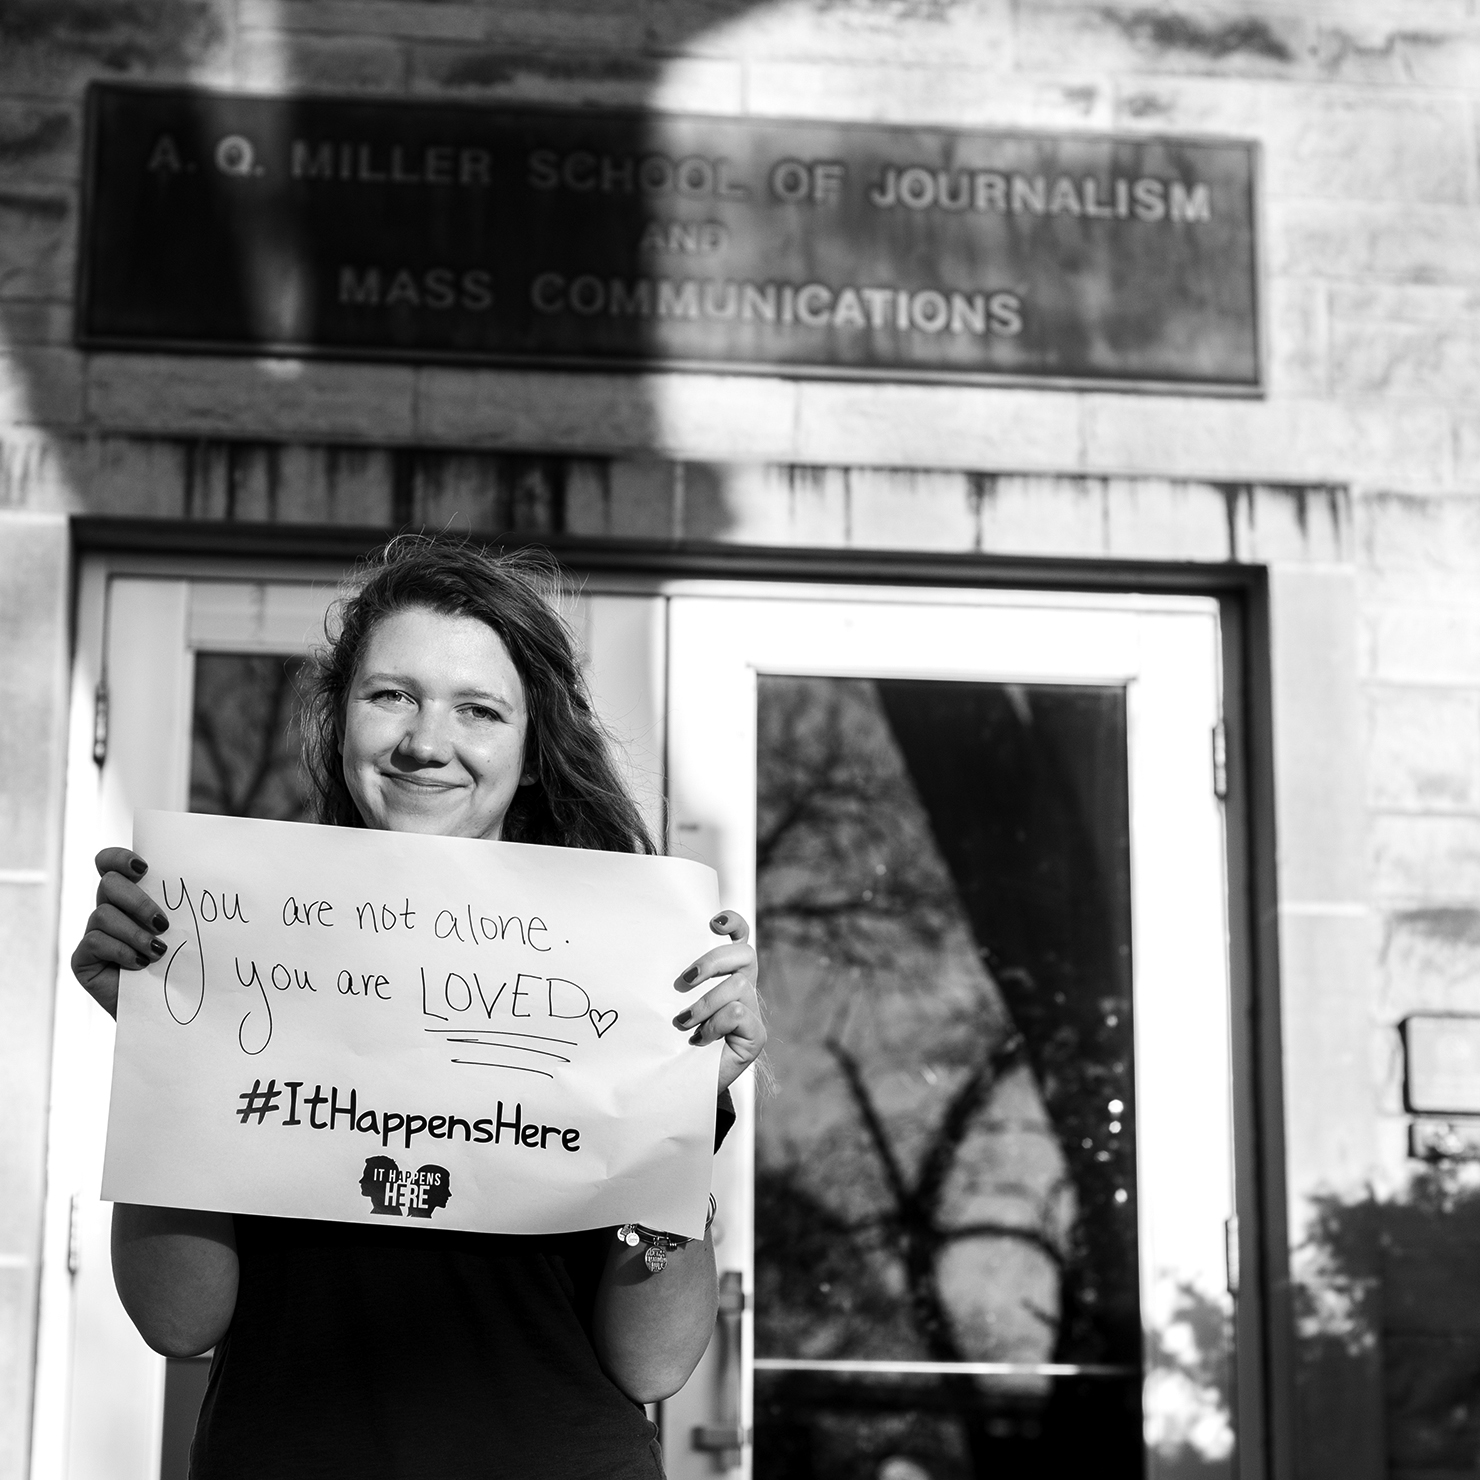 A. Q. MILLER SCHOOL OF JOURNALISM
AND
MASS COMMUNICATIONS
you are not alone.
you are LOVED
#ItHappensHere
IT HAPPENS
HERE